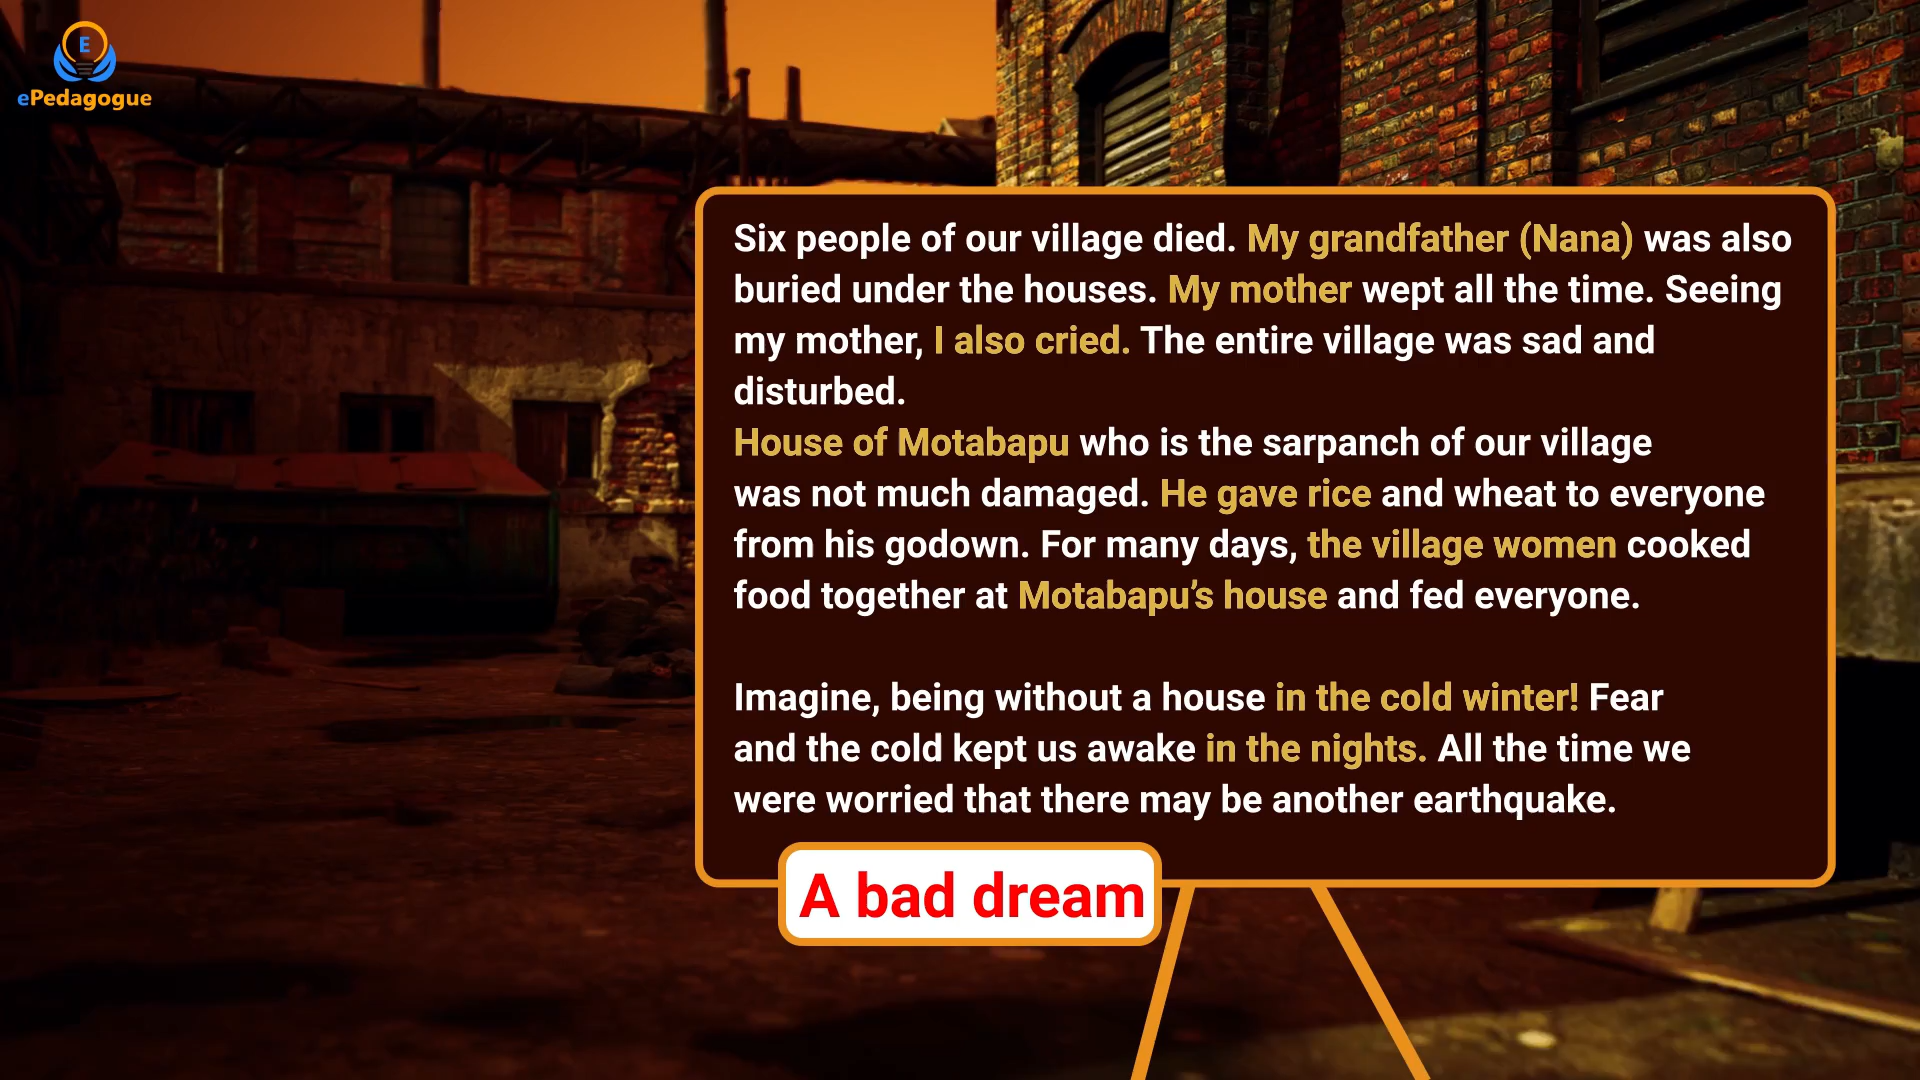 E
ePedagogue
Six people of our village died. My grandfather (Nana) was also
buried under the houses. My mother wept all the time. Seeing
my mother, I also cried. The entire village was sad and
disturbed.
House of Motabapu who is the sarpanch of our village
was not much damaged. He gave rice and wheat to everyone
from his godown. For many days, the village women cooked
food together at Motabapu’s house and fed everyone.
Imagine, being without a house in the cold winter! Fear
and the cold kept us awake in the nights. All the time we
were worried that there may be another earthquake.
A bad dream